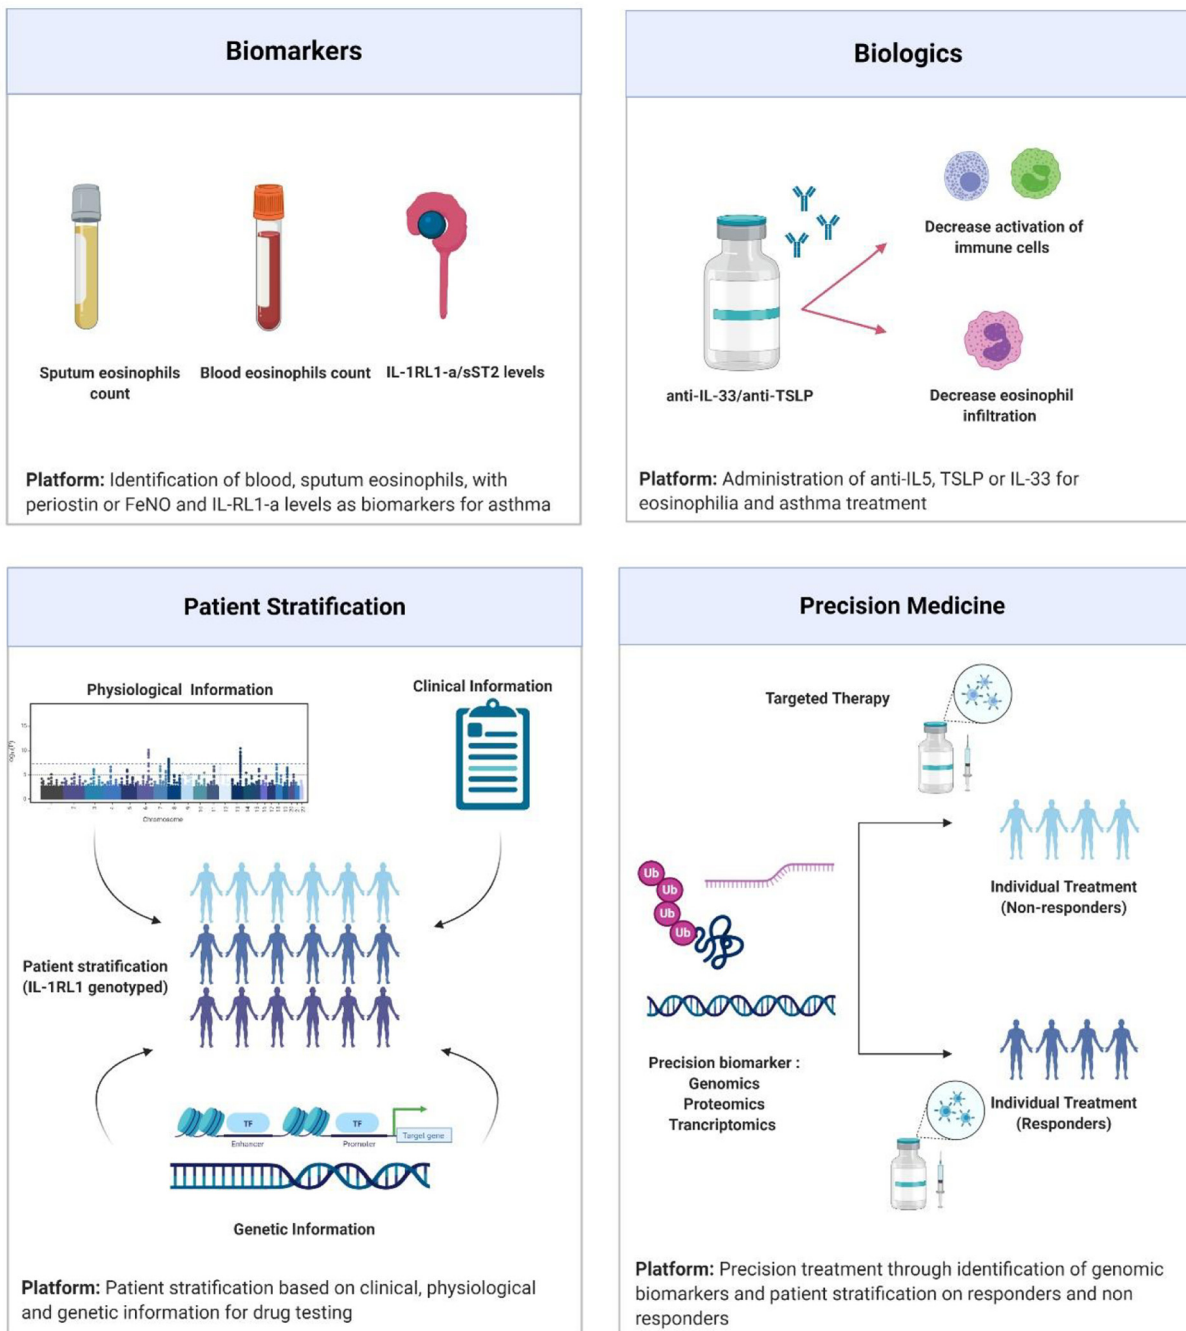 Biomarkers
Sputum eosinophils
count
Blood eosinophils count
IL-1RL1-a/sST2 levels
Platform: Identification of blood, sputum eosinophils, with
periostin or FeNO and IL-RL1-a levels as biomarkers for asthma
Biologics
Decrease activation of
immune cells
anti-IL-33/anti-TSLP
Decrease eosinophil
infiltration
Platform: Administration of anti-IL5, TSLP or IL-33 for
eosinophilia and asthma treatment
Patient Stratification
Physiological Information
Clinical Information
15
10
5
0
Chromosome
Patient stratification
(IL-1RL1 genotyped)
TF
TF
Enhancer
Promoter
Target gene
Genetic Information
Platform: Patient stratification based on clinical, physiological
and genetic information for drug testing
Precision Medicine
Targeted Therapy
Ub
Ub
Ub
Ub
Individual Treatment
(Non-responders)
Precision biomarker :
Genomics
Proteomics
Trancriptomics
Individual Treatment
(Responders)
Platform: Precision treatment through identification of genomic
biomarkers and patient stratification on responders and non
responders